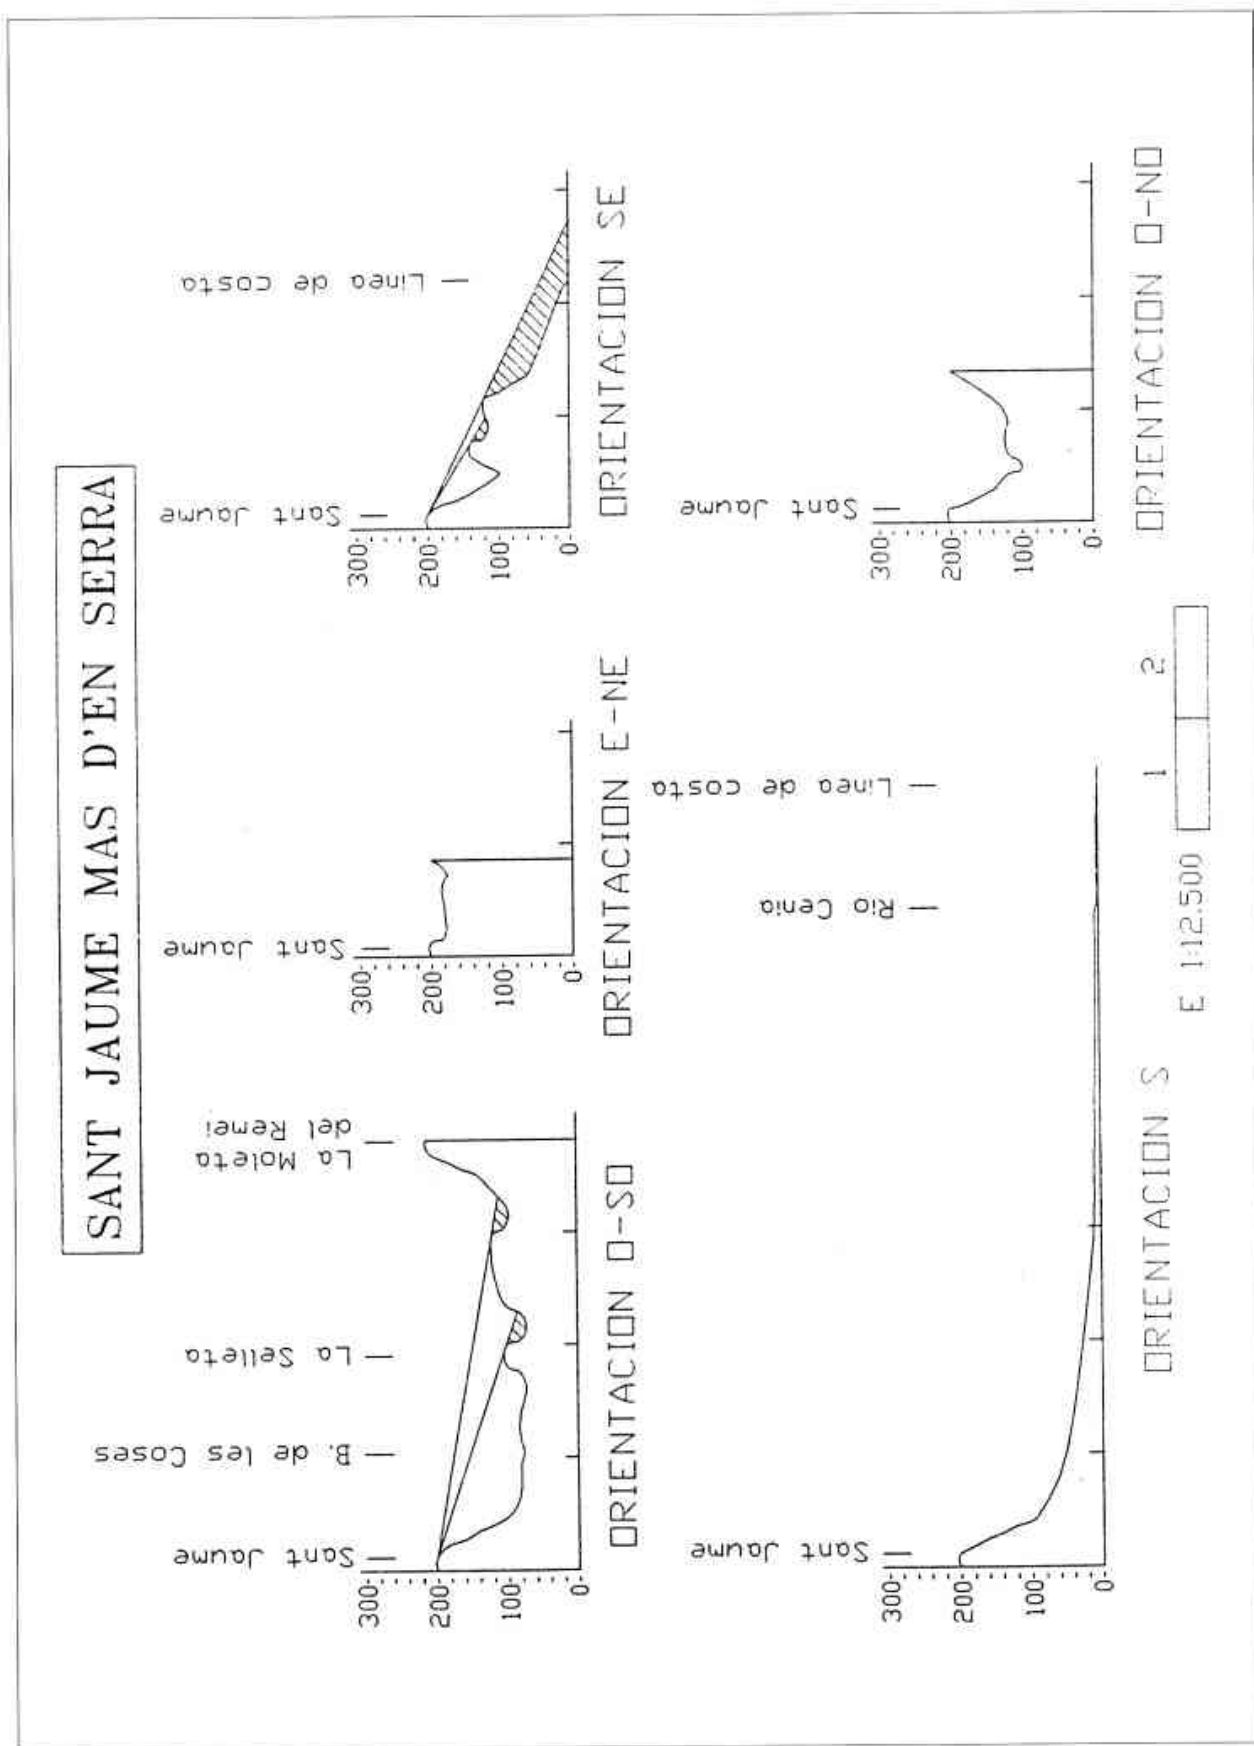 SANT JAUME MAS D'EN SERRA
Sant Jaume
B. de les Coses
La Selleta
La Moleta
del Remei
300
200
100
0
ORIENTACION O-SO
Sant Jaume
300
200
100
0
ORIENTACION E-NE
Sant Jaume
Linea de costa
300
200
100
0
ORIENTACION SE
Sant Jaume
Rio Cenia
Linea de costa
300
200
100
0
ORIENTACION S
Sant Jaume
300
200
100
0
ORIENTACION O-NO
E 1:12.500
1 2